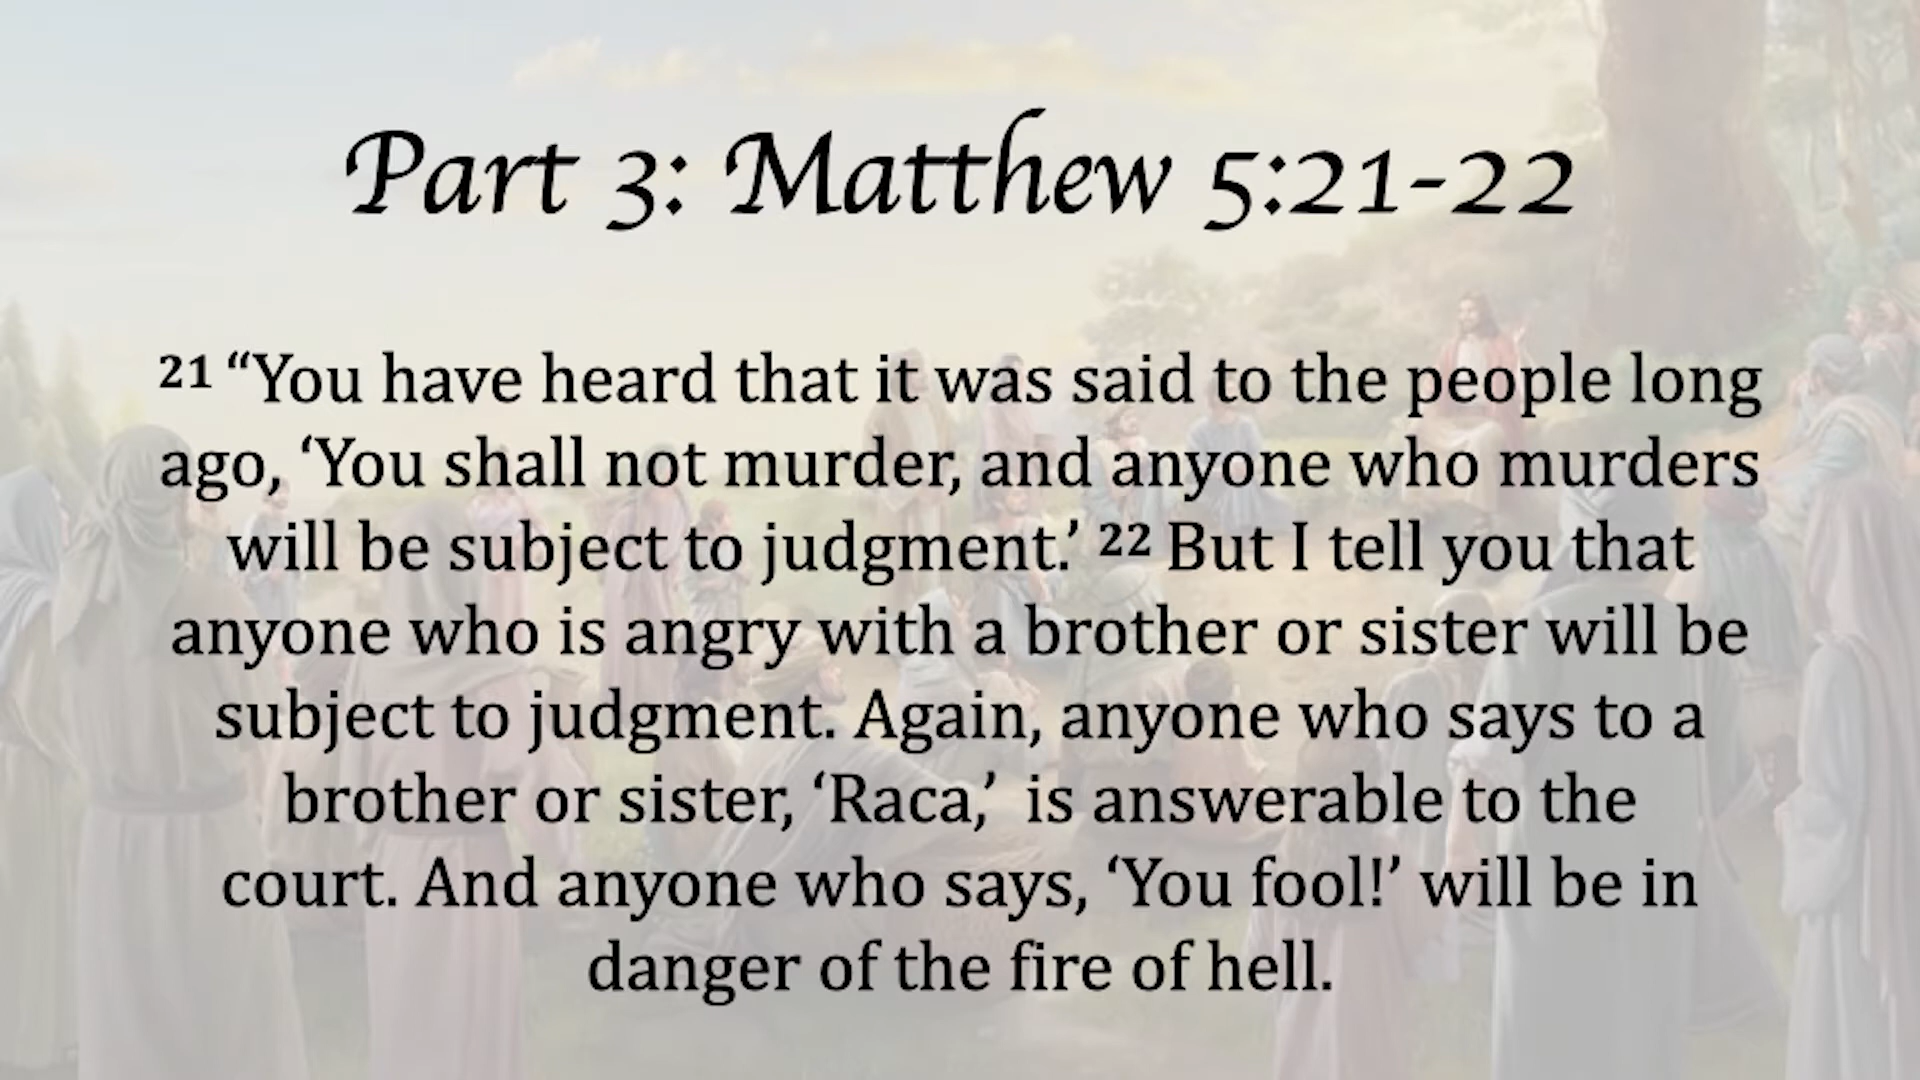 Part 3: Matthew 5:21-22
21 “You have heard that it was said to the people long
ago, ‘You shall not murder, and anyone who murders
will be subject to judgment.’ 22 But I tell you that
anyone who is angry with a brother or sister will be
subject to judgment. Again, anyone who says to a
brother or sister, ‘Raca,’ is answerable to the
court. And anyone who says, ‘You fool!’ will be in
danger of the fire of hell.